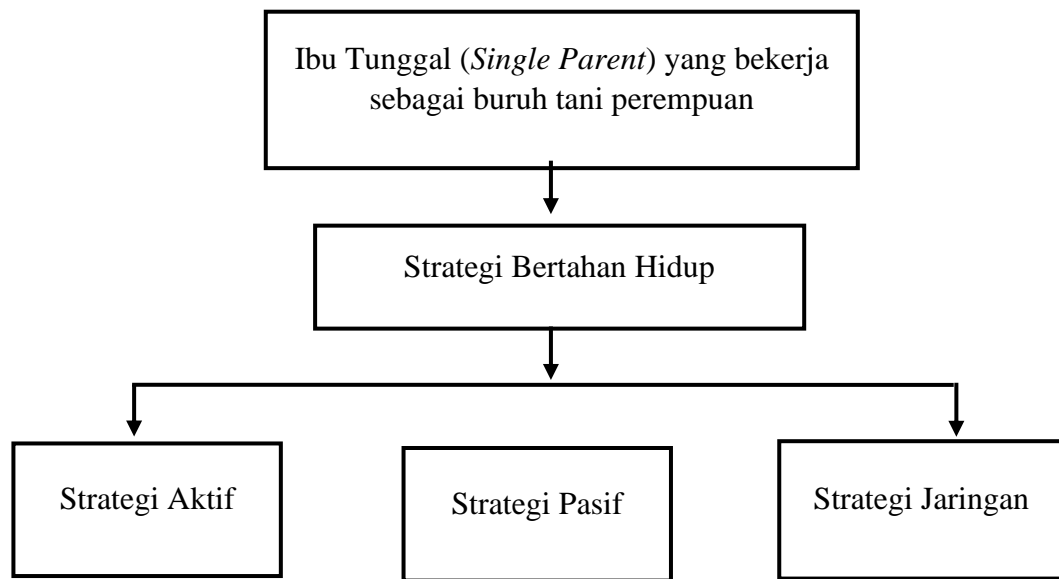 Ibu Tunggal (Single Parent) yang bekerja
sebagai buruh tani perempuan
Strategi Bertahan Hidup
Strategi Aktif
Strategi Pasif
Strategi Jaringan